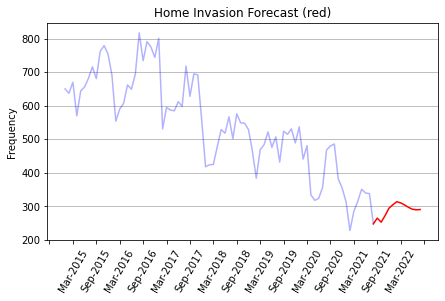 Home Invasion Forecast (red)
Frequency
800
700
600
500
400
300
200
Mar-2015
Sep-2015
Mar-2016
Sep-2016
Mar-2017
Sep-2017
Mar-2018
Sep-2018
Mar-2019
Sep-2019
Mar-2020
Sep-2020
Mar-2021
Sep-2021
Mar-2022